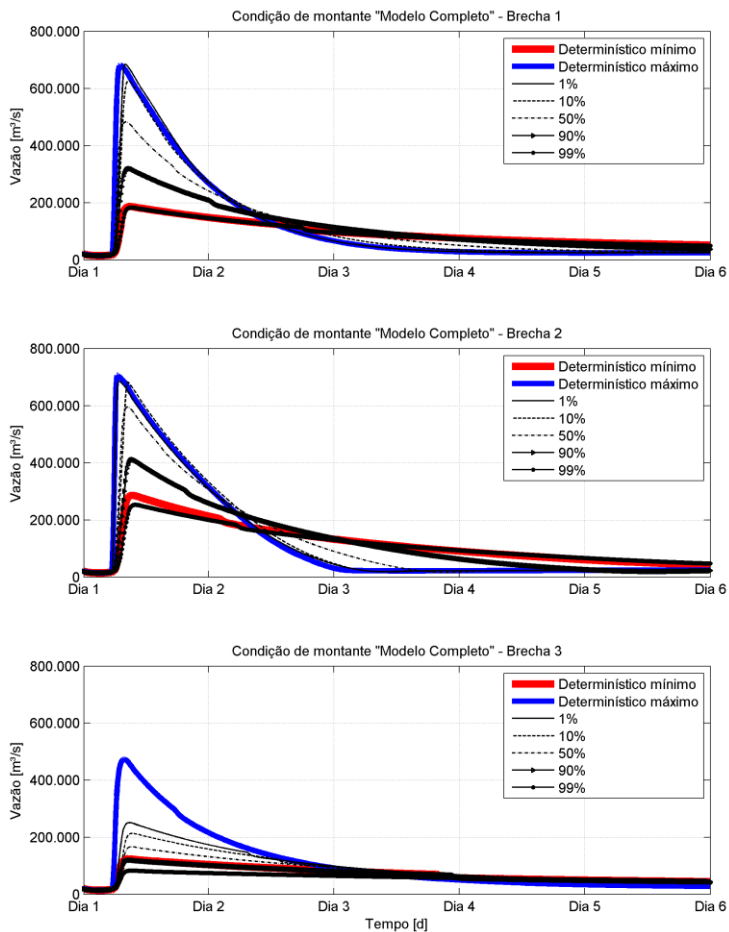 Condição de montante "Modelo Completo" - Brecha 1
800.000
600.000
400.000
200.000
0
Vazão [m³/s]
Determinístico mínimo
Determinístico máximo
1%
10%
50%
90%
99%
Dia 1 Dia 2 Dia 3 Dia 4 Dia 5 Dia 6
Condição de montante "Modelo Completo" - Brecha 2
800.000
600.000
400.000
200.000
0
Vazão [m³/s]
Determinístico mínimo
Determinístico máximo
1%
10%
50%
90%
99%
Dia 1 Dia 2 Dia 3 Dia 4 Dia 5 Dia 6
Condição de montante "Modelo Completo" - Brecha 3
800.000
600.000
400.000
200.000
0
Vazão [m³/s]
Determinístico mínimo
Determinístico máximo
1%
10%
50%
90%
99%
Dia 1 Dia 2 Dia 3 Dia 4 Dia 5 Dia 6
Tempo [d]